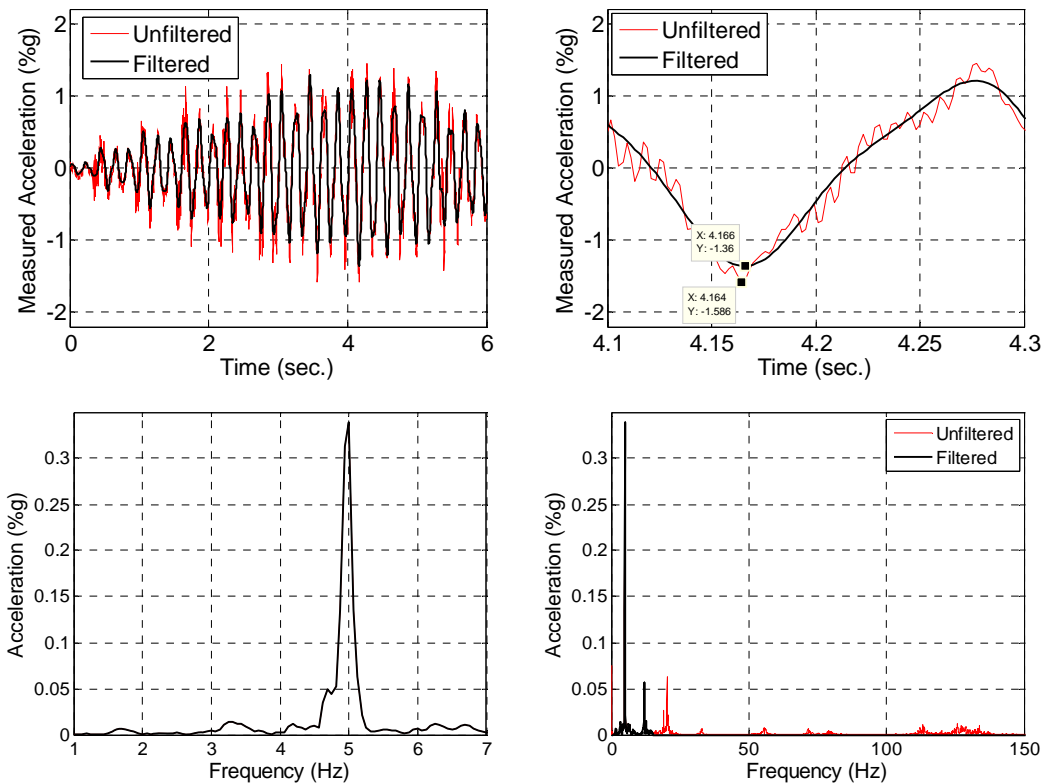 Measured Acceleration (%g)
2
1
0
-1
-2
Unfiltered
Filtered
0 2 4 6
Time (sec.)
Measured Acceleration (%g)
2
1
0
-1
-2
Unfiltered
Filtered
X: 4.166
Y: -1.36
X: 4.164
Y: -1.586
4.1 4.15 4.2 4.25 4.3
Time (sec.)
Acceleration (%g)
0.3
0.25
0.2
0.15
0.1
0.05
0
1 2 3 4 5 6 7
Frequency (Hz)
Acceleration (%g)
0.3
0.25
0.2
0.15
0.1
0.05
0
Unfiltered
Filtered
0 50 100 150
Frequency (Hz)